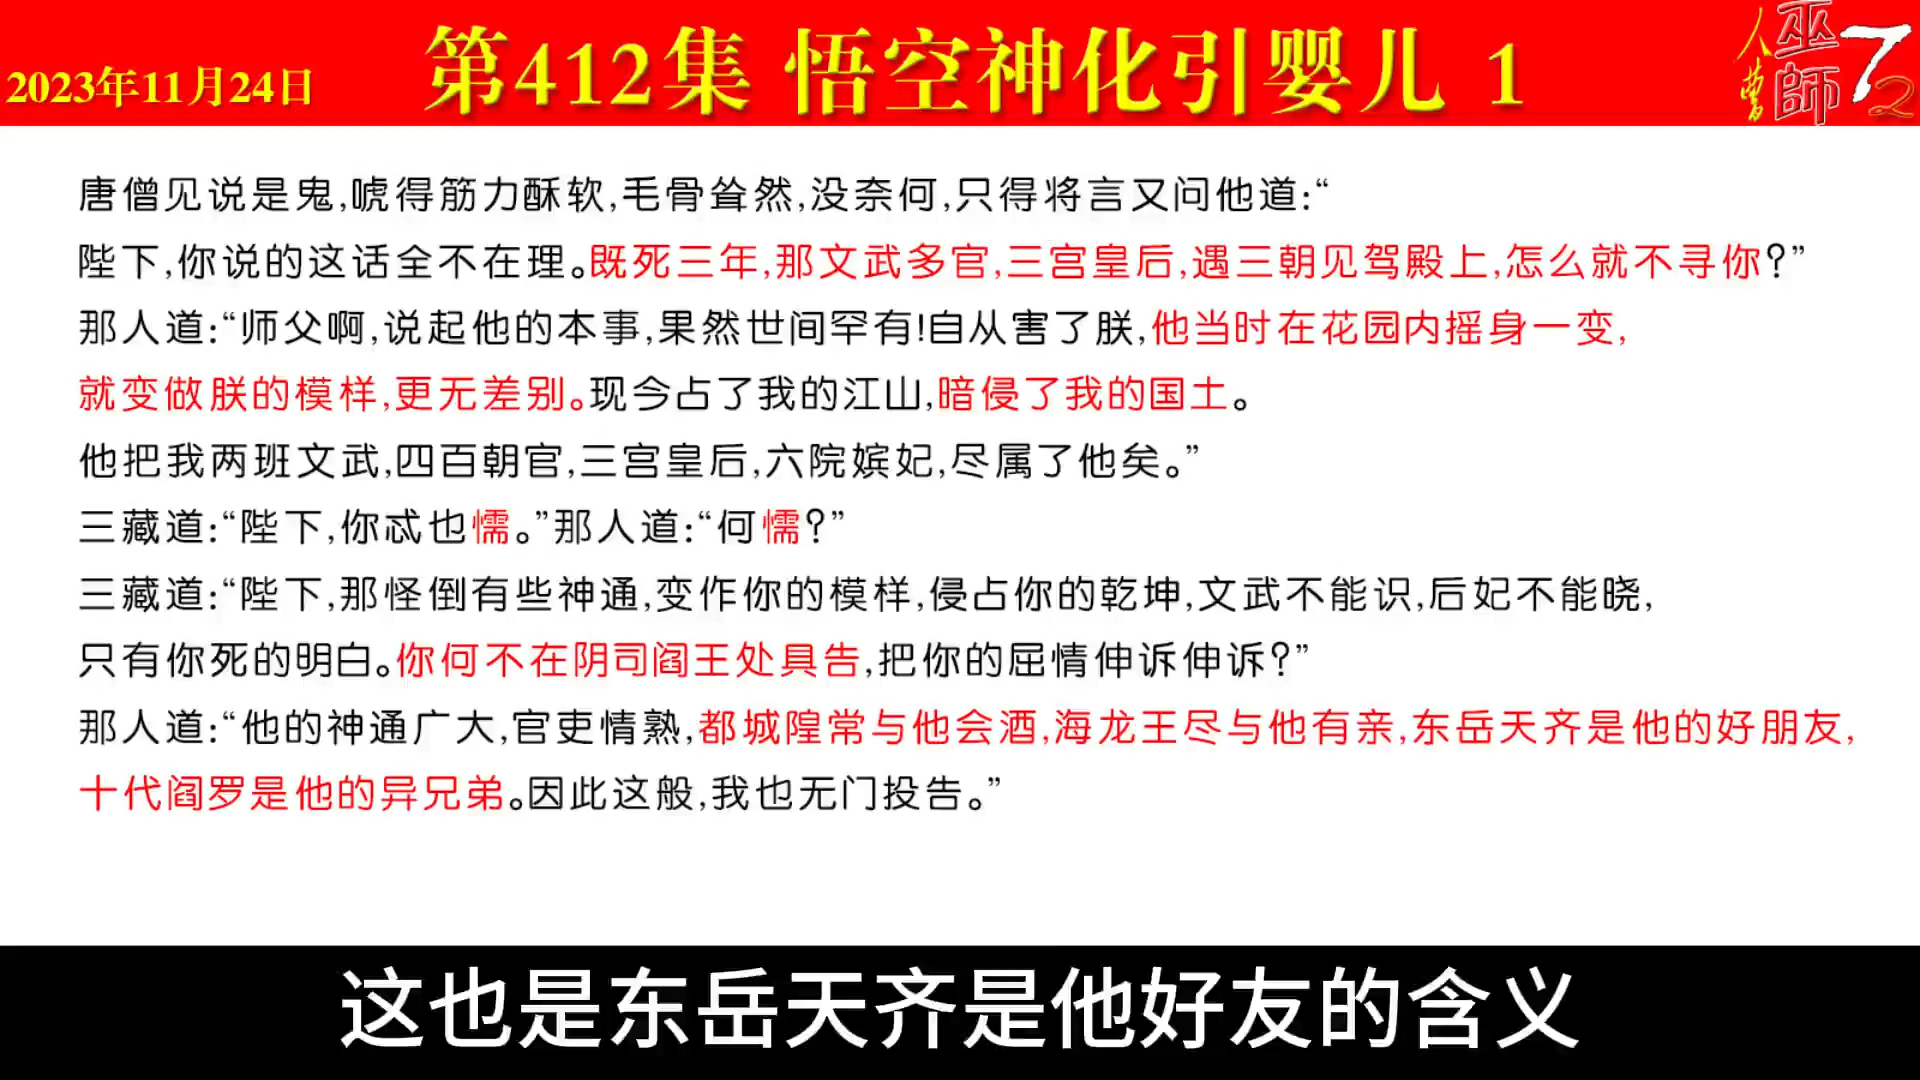 2023年11月24日
第412集 悟空神化引婴儿 1
人曹
巫師
72
唐僧见说是鬼,唬得筋力酥软,毛骨耸然,没奈何,只得将言又问他道:“
陛下,你说的这话全不在理。既死三年,那文武多官,三宫皇后,遇三朝见驾殿上,怎么就不寻你?”
那人道:“师父啊,说起他的本事,果然世间罕有!自从害了朕,他当时在花园内摇身一变,
就变做朕的模样,更无差别。现今占了我的江山,暗侵了我的国土。
他把我两班文武,四百朝官,三宫皇后,六院嫔妃,尽属了他矣。”
三藏道:“陛下,你忒也懦。”那人道:“何懦?”
三藏道:“陛下,那怪倒有些神通,变作你的模样,侵占你的乾坤,文武不能识,后妃不能晓,
只有你死的明白。你何不在阴司阎王处具告,把你的屈情伸诉伸诉?”
那人道:“他的神通广大,官吏情熟,都城隍常与他会酒,海龙王尽与他有亲,东岳天齐是他的好朋友,
十代阎罗是他的异兄弟。因此这般,我也无门投告。”
这也是东岳天齐是他好友的含义